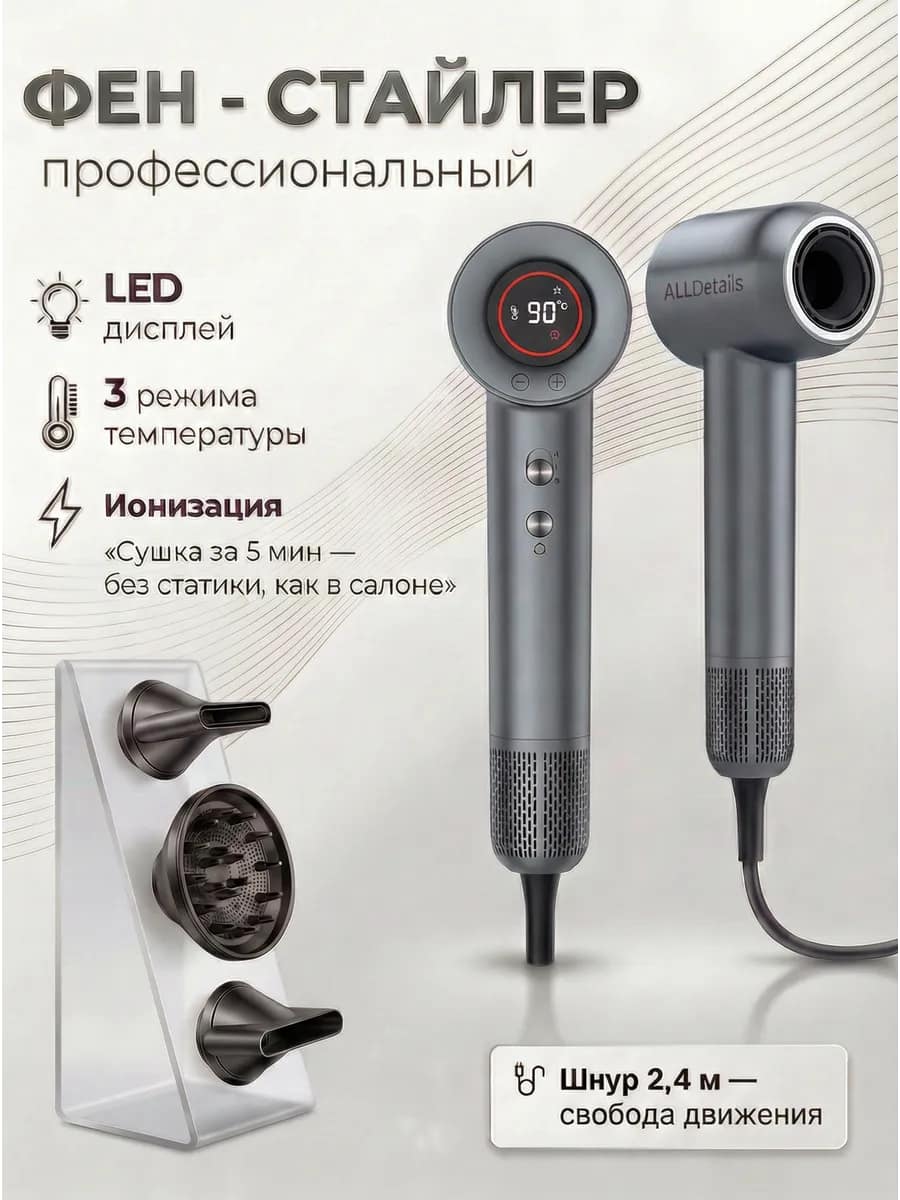 ФЕН - СТАЙЛЕР
профессиональный
LED
дисплей
3 режима
температуры
Ионизация
«Сушка за 5 мин —
без статики, как в салоне»
90°C
ALLDetails
Шнур 2,4 м —
свобода движения